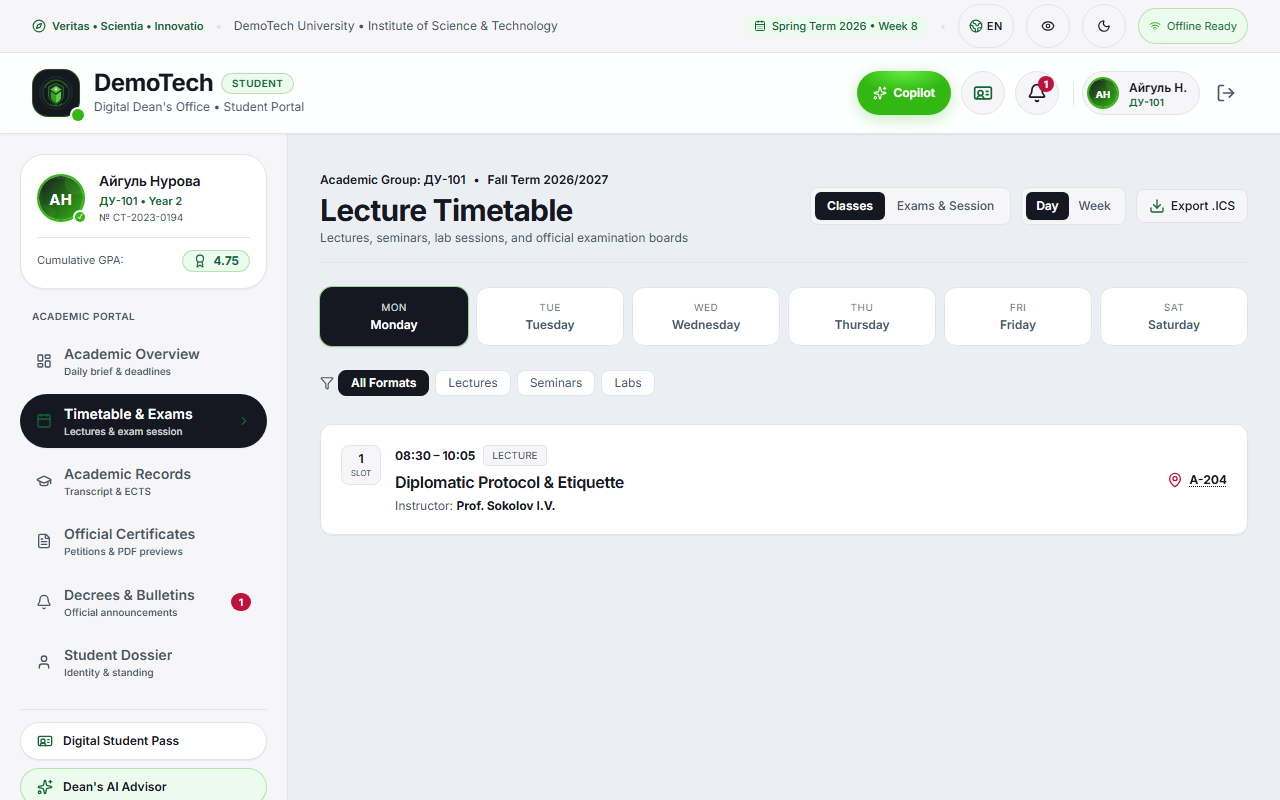 Veritas • Scientia • Innovatio • DemoTech University • Institute of Science & Technology
Spring Term 2026 • Week 8 • EN Offline Ready
DemoTech STUDENT
Digital Dean's Office • Student Portal
Copilot
1
АН
Айгуль Н.
ДУ-101
АН
Айгуль Нурова
ДУ-101 • Year 2
№ СТ-2023-0194
Cumulative GPA: 4.75
ACADEMIC PORTAL
Academic Overview
Daily brief & deadlines
Timetable & Exams
Lectures & exam session
Academic Records
Transcript & ECTS
Official Certificates
Petitions & PDF previews
Decrees & Bulletins
Official announcements
1
Student Dossier
Identity & standing
Digital Student Pass
Dean's AI Advisor
Academic Group: ДУ-101 • Fall Term 2026/2027
Lecture Timetable
Lectures, seminars, lab sessions, and official examination boards
Classes Exams & Session
Day Week
Export .ICS
MON
Monday
TUE
Tuesday
WED
Wednesday
THU
Thursday
FRI
Friday
SAT
Saturday
All Formats Lectures Seminars Labs
1
SLOT
08:30 – 10:05 LECTURE
Diplomatic Protocol & Etiquette
Instructor: Prof. Sokolov I.V.
A-204